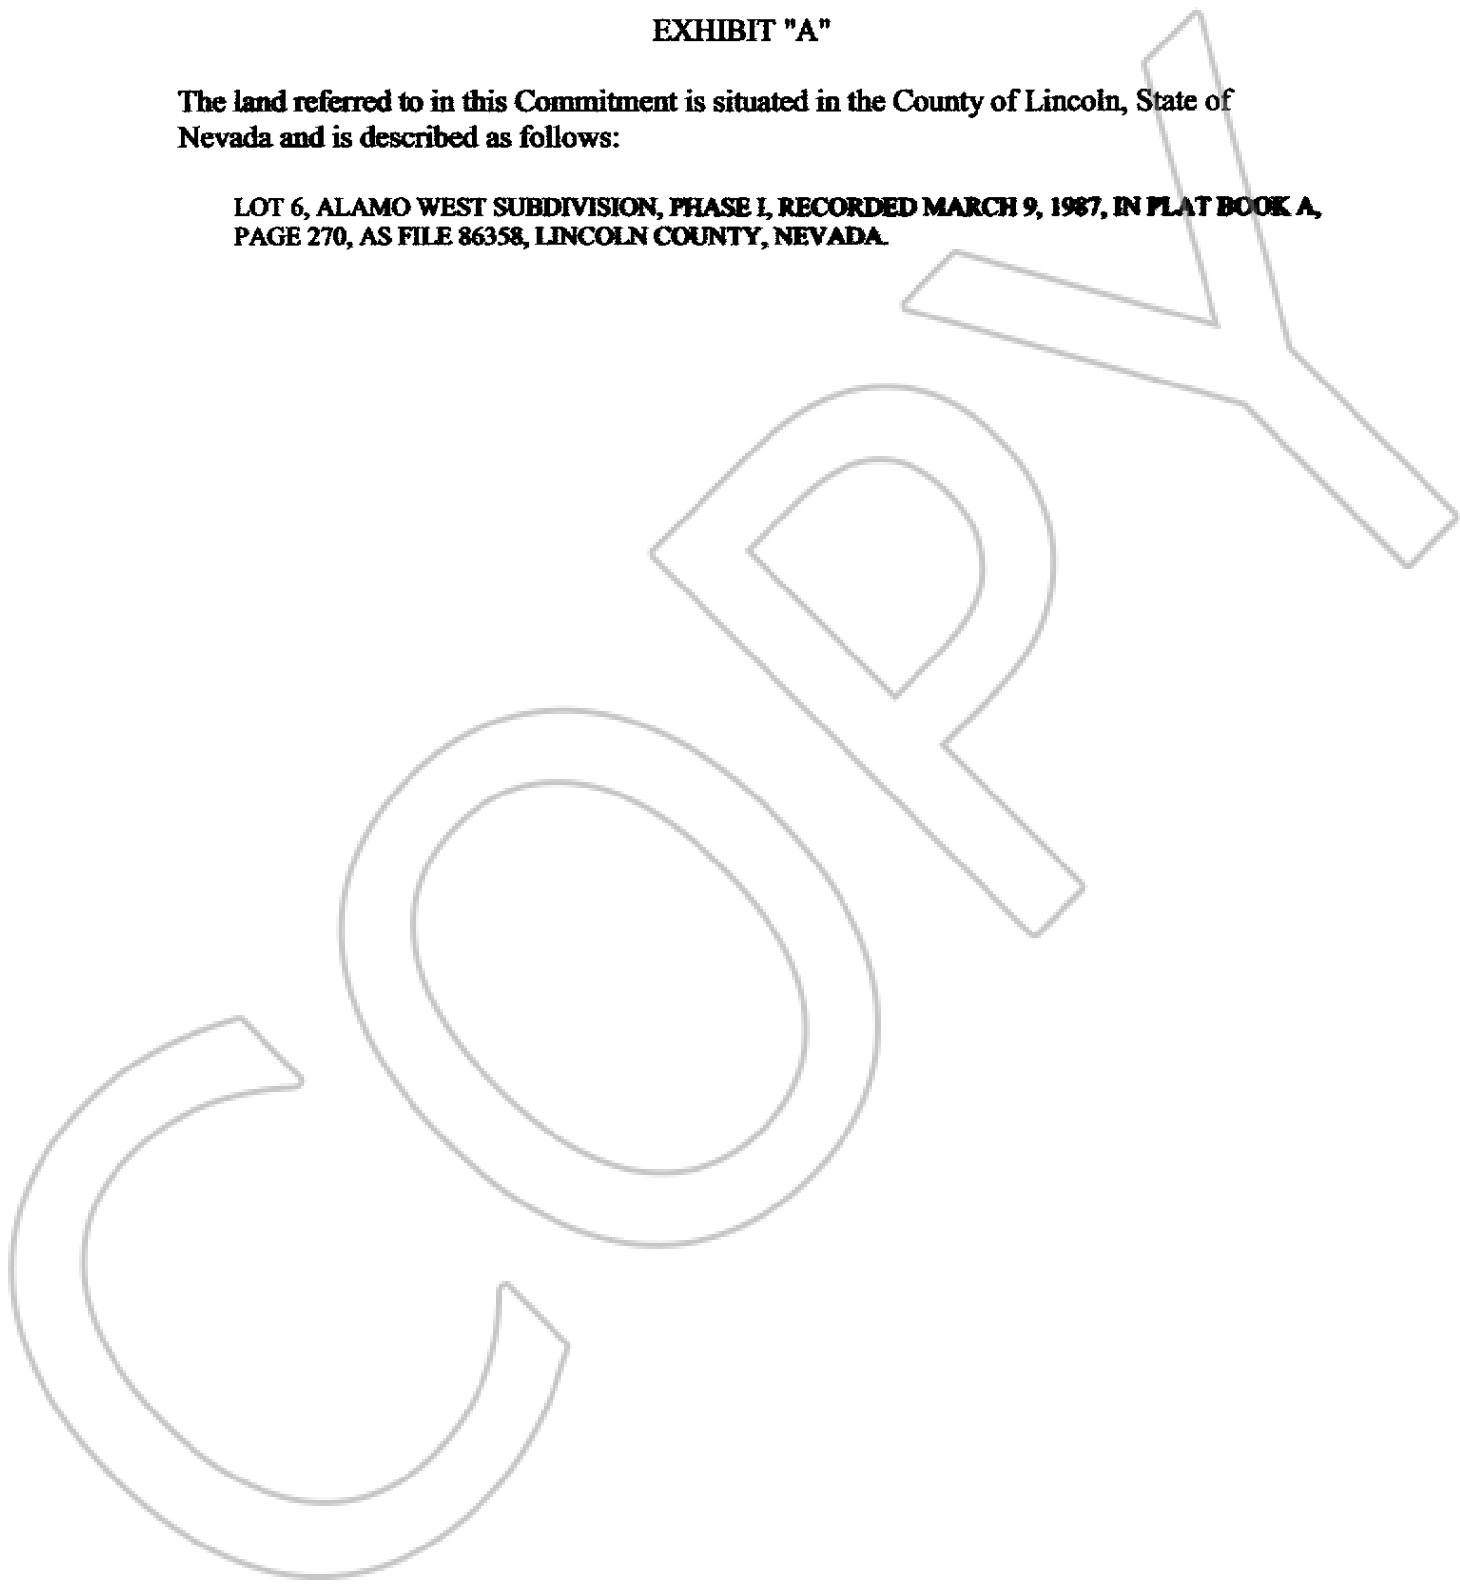 EXHIBIT "A"
The land referred to in this Commitment is situated in the County of Lincoln, State of
Nevada and is described as follows:
LOT 6, ALAMO WEST SUBDIVISION, PHASE I, RECORDED MARCH 9, 1987, IN PLAT BOOK A,
PAGE 270, AS FILE 86358, LINCOLN COUNTY, NEVADA.
COPY